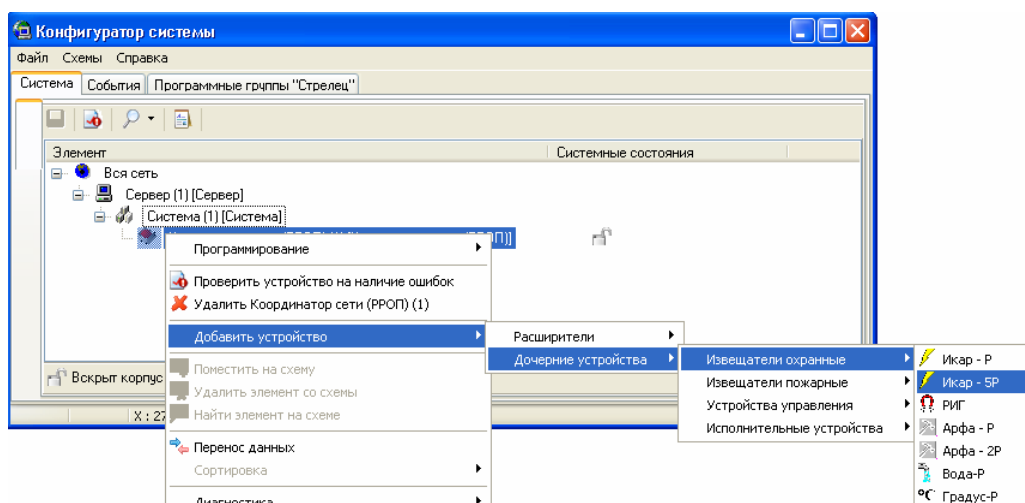 Конфигуратор системы
Файл Схемы Справка
Система События Программные группы "Стрелец"
Элемент Системные состояния
Вся сеть
Сервер (1) [Сервер]
Система (1) [Система]
Программирование
Проверить устройство на наличие ошибок
Удалить Координатор сети (РРОП) (1)
Добавить устройство
Поместить на схему
Удалить элемент со схемы
Найти элемент на схеме
Перенос данных
Сортировка
Диагностика
Расширители
Дочерние устройства
Извещатели охранные
Извещатели пожарные
Устройства управления
Исполнительные устройства
Икар - Р
Икар - 5Р
РИГ
Арфа - Р
Арфа - 2Р
Вода-Р
°C Градус-Р
Вскрыт корпус
X : 27